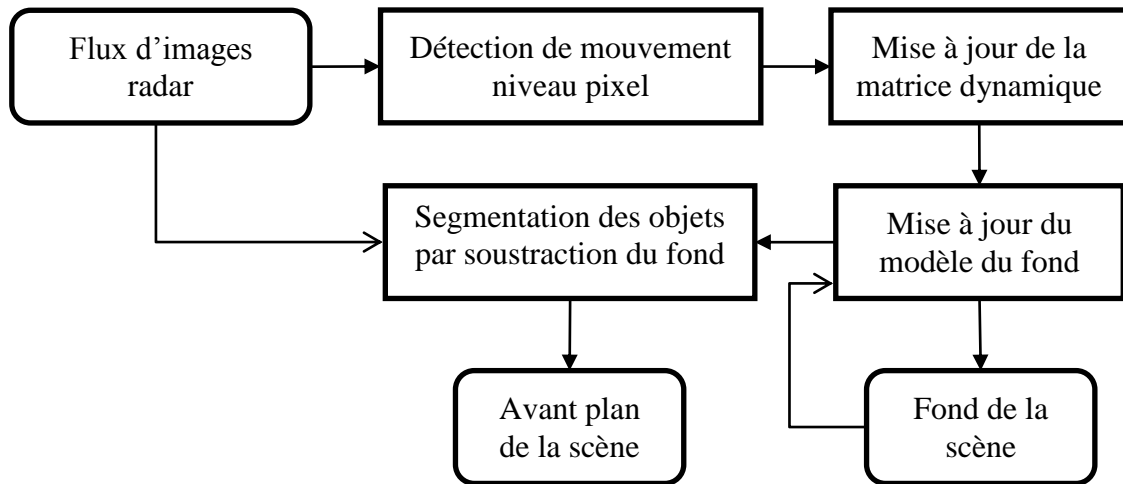 Flux d’images
radar
Détection de mouvement
niveau pixel
Mise à jour de la
matrice dynamique
Segmentation des objets
par soustraction du fond
Mise à jour du
modèle du fond
Avant plan
de la scène
Fond de la
scène